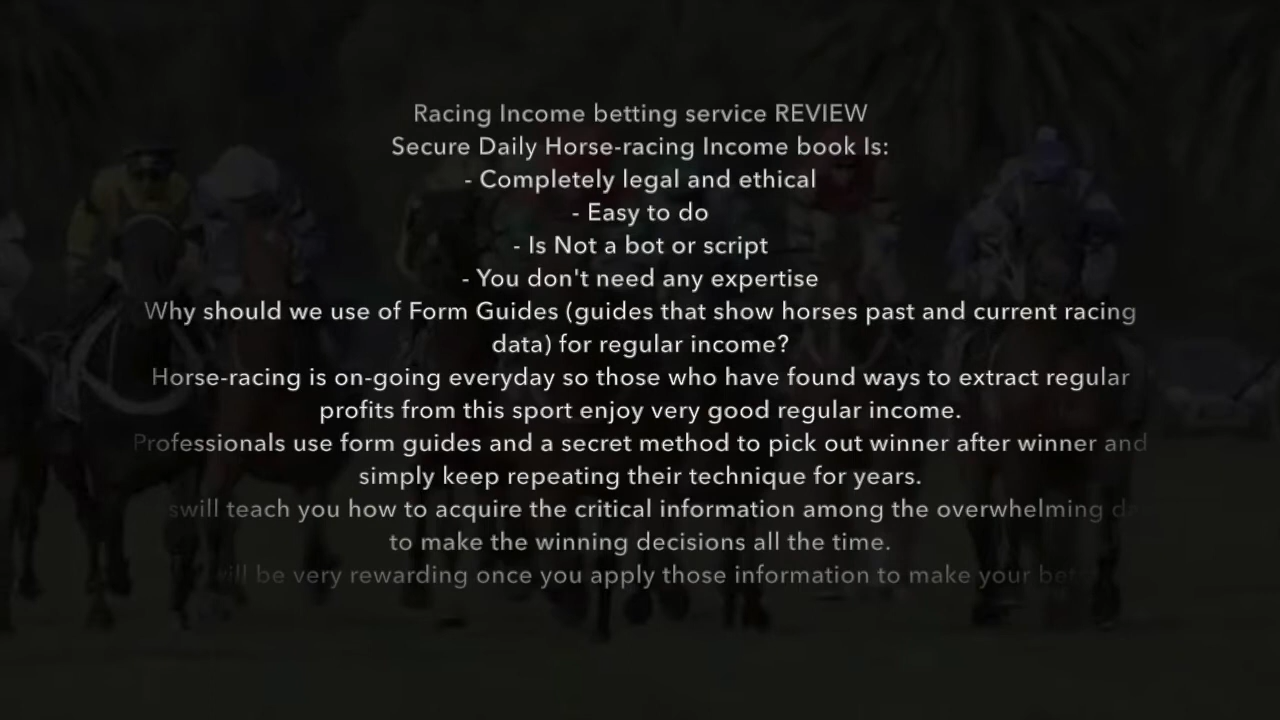 Racing Income betting service REVIEW
Secure Daily Horse-racing Income book Is:
- Completely legal and ethical
- Easy to do
- Is Not a bot or script
- You don't need any expertise
Why should we use of Form Guides (guides that show horses past and current racing
data) for regular income?
Horse-racing is on-going everyday so those who have found ways to extract regular
profits from this sport enjoy very good regular income.
Professionals use form guides and a secret method to pick out winner after winner and
simply keep repeating their technique for years.
swill teach you how to acquire the critical information among the overwhelming
to make the winning decisions all the time.
will be very rewarding once you apply those information to make your